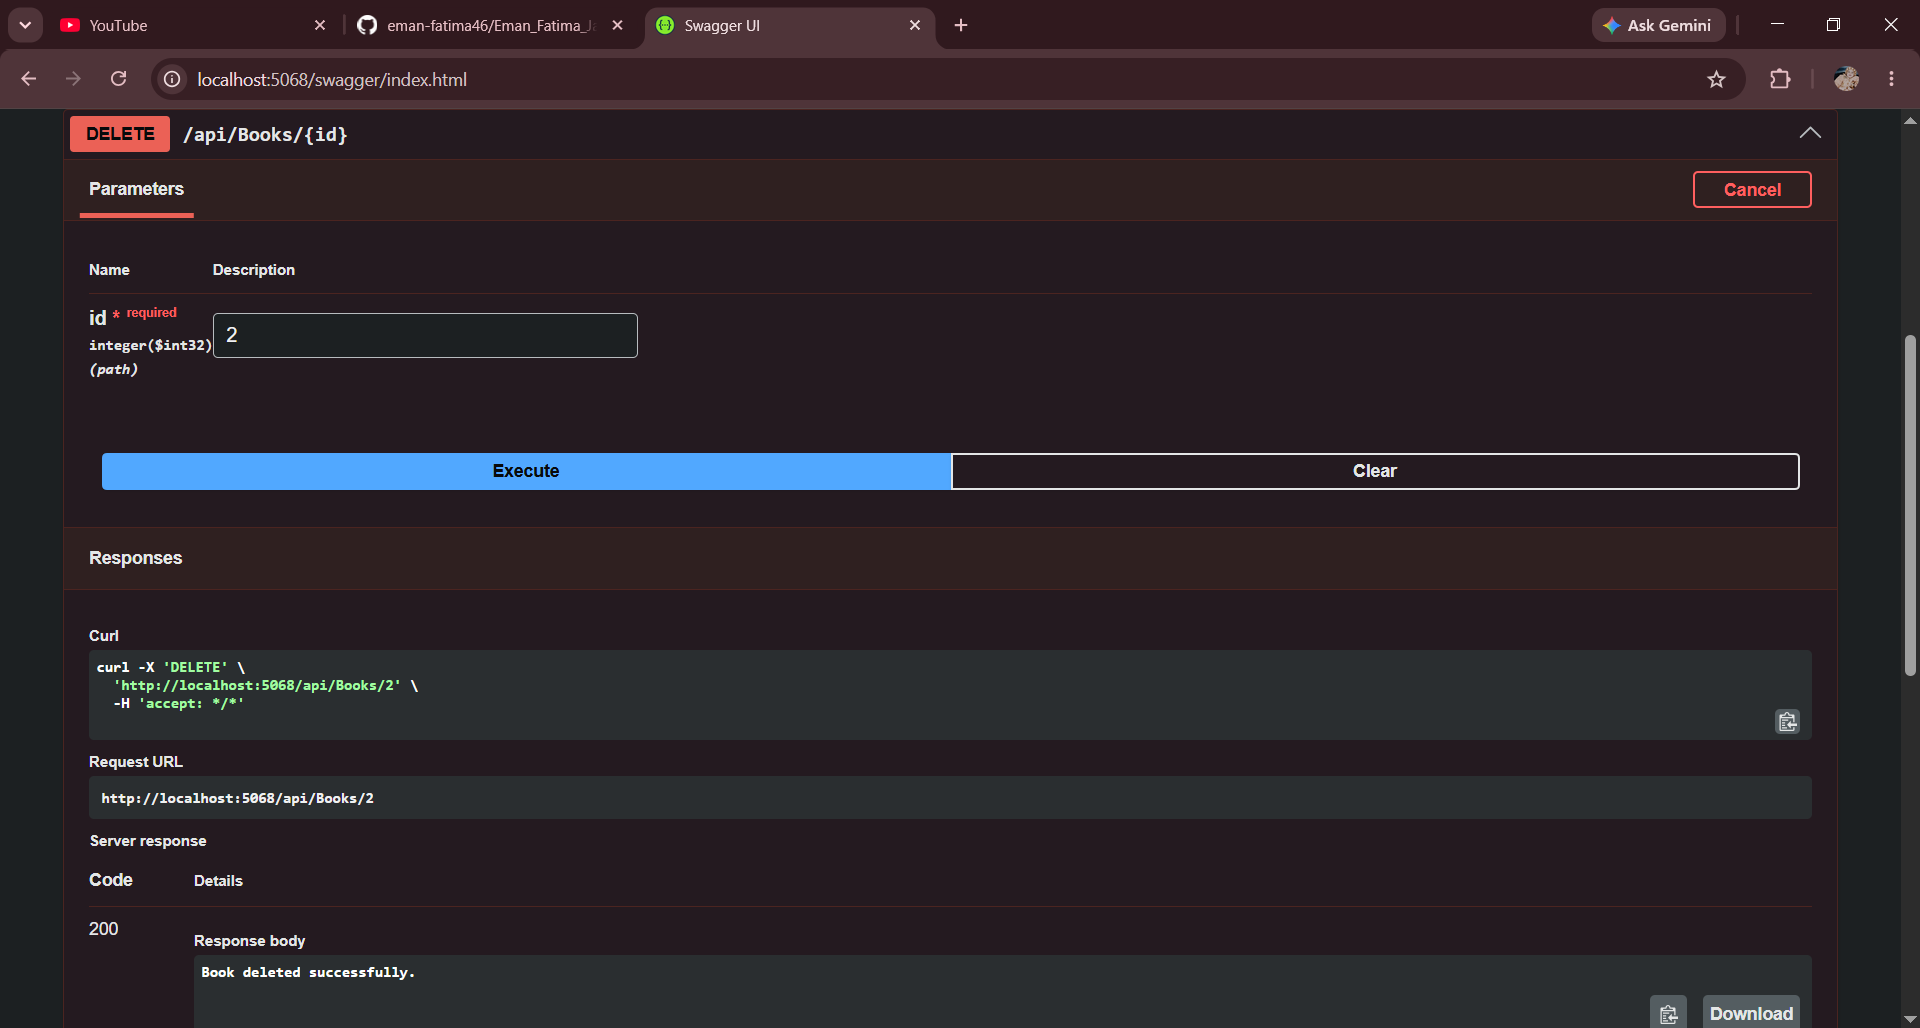 YouTube
eman-fatima46/Eman_Fatima_J
Swagger UI
Ask Gemini
localhost:5068/swagger/index.html
DELETE /api/Books/{id}
Parameters
Cancel
Name Description
id * required
integer($int32)
(path)
2
Execute Clear
Responses
Curl
curl -X 'DELETE' \
'http://localhost:5068/api/Books/2' \
-H 'accept: */*'
Request URL
http://localhost:5068/api/Books/2
Server response
Code Details
200
Response body
Book deleted successfully.
Download